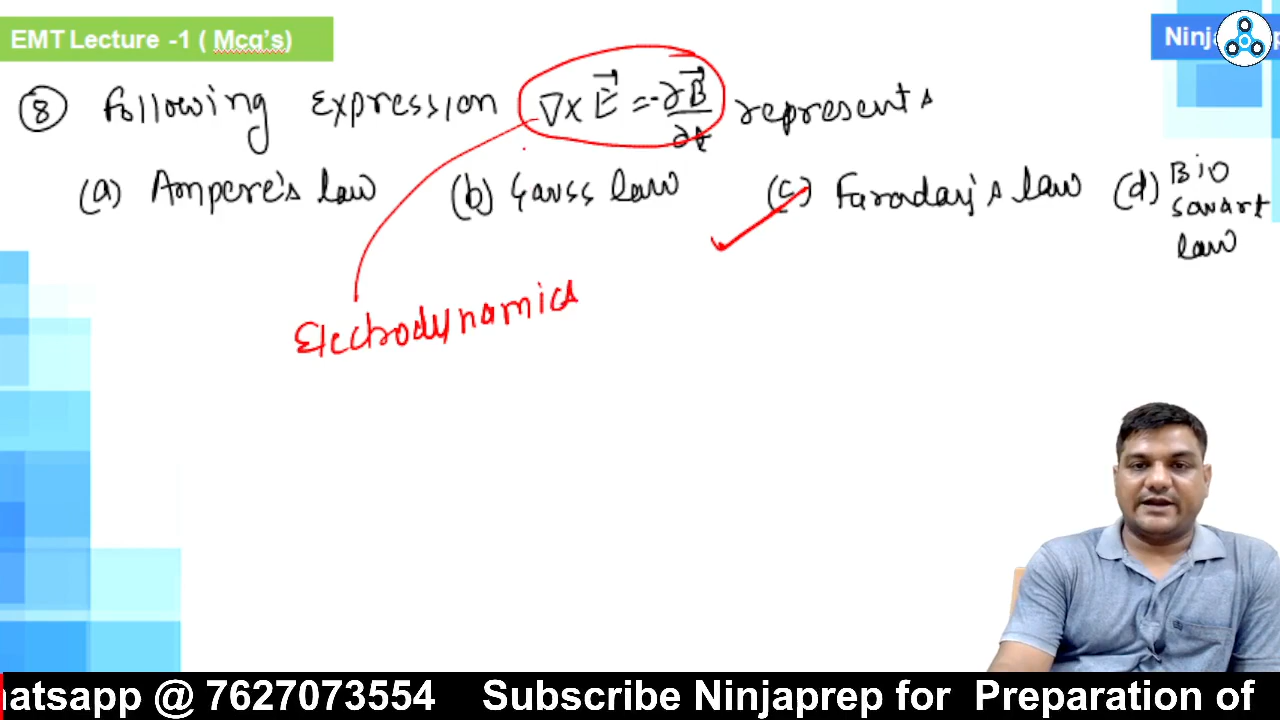 EMT Lecture -1 ( Mcq's)
Ninj
p
⑧ Following Expression ∇× E⃗ = -∂B⃗/∂t represents
(a) Ampere's law (b) Gauss law (c) Faraday's law (d) Bio
savart
law
Electrodynamics
hatsapp @ 7627073554 Subscribe Ninjaprep for Preparation of